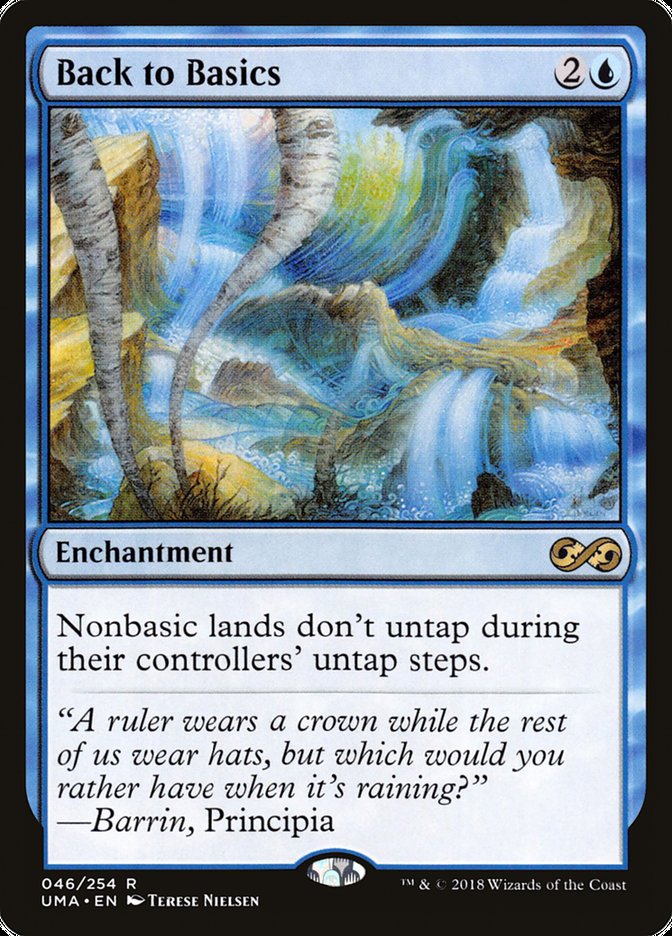 Back to Basics 2
Enchantment
Nonbasic lands don't untap during
their controllers' untap steps.
“A ruler wears a crown while the rest
of us wear hats, but which would you
rather have when it's raining?”
—Barrin, Principia
046/254 R
™ & © 2018 Wizards of the Coast
UMA • EN Terese Nielsen